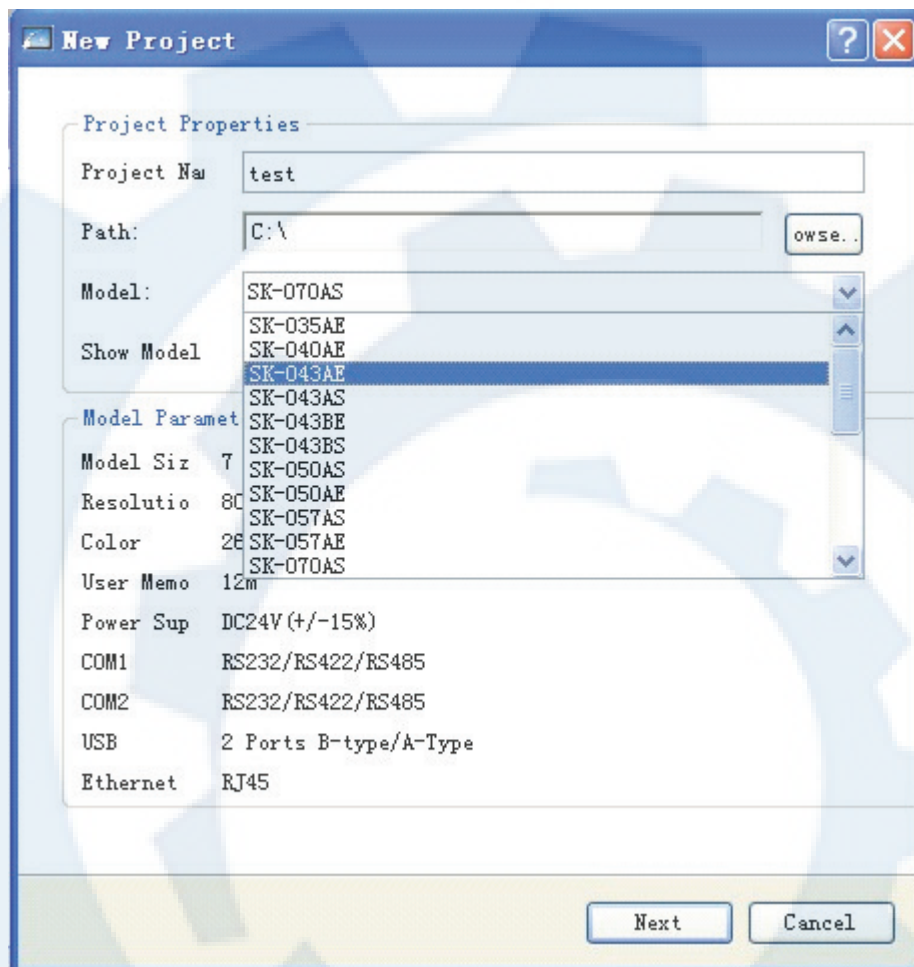 New Project
Project Properties
Project Nam
test
Path:
C:\
owse..
Model:
SK-070AS
Show Model
SK-035AE
SK-040AE
SK-043AE
SK-043AS
SK-043BE
SK-043BS
SK-050AS
SK-050AE
SK-057AS
SK-057AE
SK-070AS
Model Paramet
Model Siz 7
Resolutio 80
Color 26
User Memo 12m
Power Sup DC24V(+/-15%)
COM1 RS232/RS422/RS485
COM2 RS232/RS422/RS485
USB 2 Ports B-type/A-Type
Ethernet RJ45
Next
Cancel